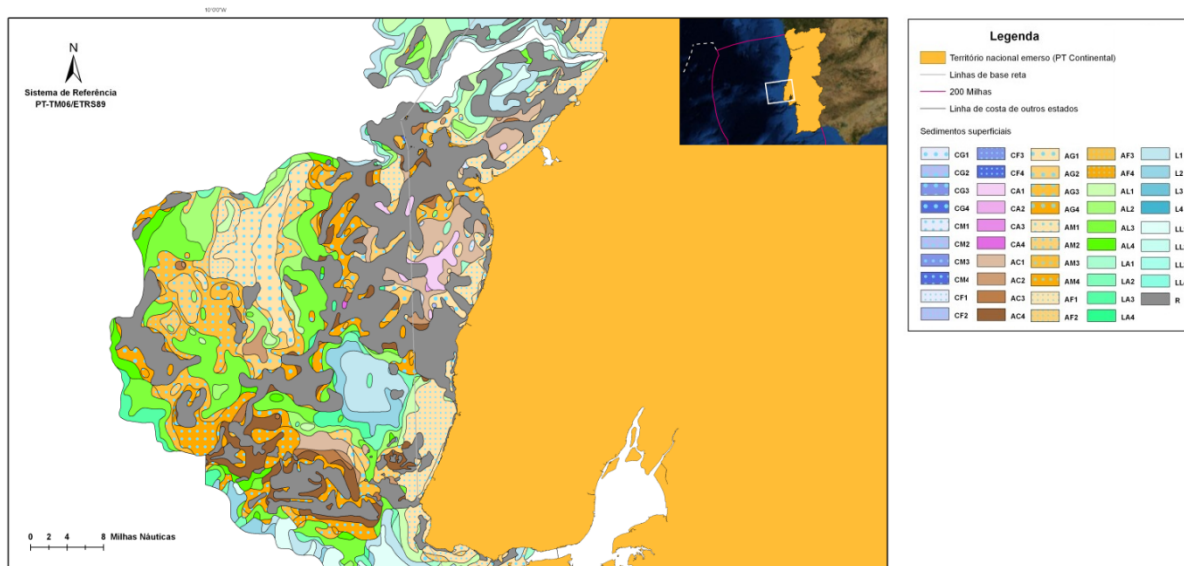 10°0'0"W
N
Sistema de Referência
PT-TM06/ETRS89
0 2 4 8 Milhas Náuticas
Legenda
Território nacional emerso (PT Continental)
Linhas de base reta
200 Milhas
Linha de costa de outros estados
Sedimentos superficiais
CG1
CG2
CG3
CG4
CM1
CM2
CM3
CM4
CF1
CF2
CF3
CF4
CA1
CA2
CA3
CA4
AC1
AC2
AC3
AC4
AG1
AG2
AG3
AG4
AM1
AM2
AM3
AM4
AF1
AF2
AF3
AF4
AL1
AL2
AL3
AL4
LA1
LA2
LA3
LA4
L1
L2
L3
L4
R